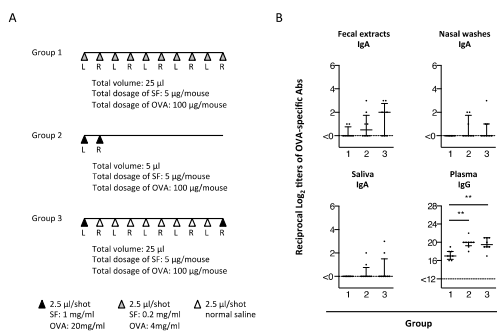 A
Group 1
L R L R L R L R L R
Total volume: 25 μl
Total dosage of SF: 5 μg/mouse
Total dosage of OVA: 100 μg/mouse
Group 2
L R
Total volume: 5 μl
Total dosage of SF: 5 μg/mouse
Total dosage of OVA: 100 μg/mouse
Group 3
L R L R L R L R L R
Total volume: 25 μl
Total dosage of SF: 5 μg/mouse
Total dosage of OVA: 100 μg/mouse
2.5 μl/shot
SF: 1 mg/ml
OVA: 20mg/ml
2.5 μl/shot
SF: 0.2 mg/ml
OVA: 4mg/ml
2.5 μl/shot
normal saline
B
Reciprocal Log2 titers of OVA-specific Abs
Fecal extracts
IgA
6
4
2
<0
1 2 3
Nasal washes
IgA
6
4
2
<0
1 2 3
Saliva
IgA
6
4
2
<0
1 2 3
Plasma
IgG
28
24
20
16
<12
**
**
1 2 3
Group